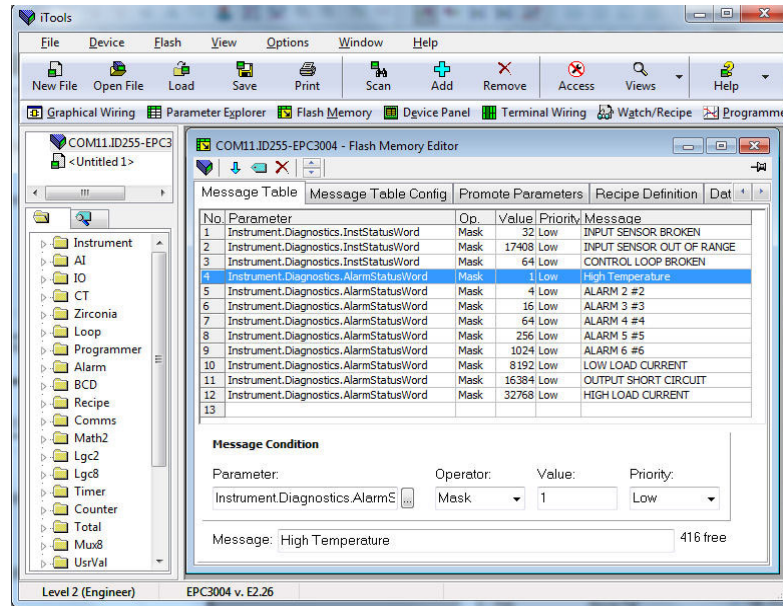 iTools
File Device Flash View Options Window Help
New File Open File Load Save Print Scan Add Remove Access Views Help
Graphical Wiring Parameter Explorer Flash Memory Device Panel Terminal Wiring Watch/Recipe Programme
COM11.ID255-EPC3
<Untitled 1>
COM11.ID255-EPC3004 - Flash Memory Editor
Message Table Message Table Config Promote Parameters Recipe Definition Dat
No. Parameter Op. Value Priority Message
1 Instrument.Diagnostics.InstStatusWord Mask 32 Low INPUT SENSOR BROKEN
2 Instrument.Diagnostics.InstStatusWord Mask 17408 Low INPUT SENSOR OUT OF RANGE
3 Instrument.Diagnostics.InstStatusWord Mask 64 Low CONTROL LOOP BROKEN
4 Instrument.Diagnostics.AlarmStatusWord Mask 1 Low High Temperature
5 Instrument.Diagnostics.AlarmStatusWord Mask 4 Low ALARM 2 #2
6 Instrument.Diagnostics.AlarmStatusWord Mask 16 Low ALARM 3 #3
7 Instrument.Diagnostics.AlarmStatusWord Mask 64 Low ALARM 4 #4
8 Instrument.Diagnostics.AlarmStatusWord Mask 256 Low ALARM 5 #5
9 Instrument.Diagnostics.AlarmStatusWord Mask 1024 Low ALARM 6 #6
10 Instrument.Diagnostics.AlarmStatusWord Mask 8192 Low LOW LOAD CURRENT
11 Instrument.Diagnostics.AlarmStatusWord Mask 16384 Low OUTPUT SHORT CIRCUIT
12 Instrument.Diagnostics.AlarmStatusWord Mask 32768 Low HIGH LOAD CURRENT
13
Instrument
AI
IO
CT
Zirconia
Loop
Programmer
Alarm
BCD
Recipe
Comms
Math2
Lgc2
Lgc8
Timer
Counter
Total
Mux8
UsrVal
Message Condition
Parameter: Operator: Value: Priority:
Instrument.Diagnostics.AlarmS ... Mask 1 Low
Message: High Temperature 416 free
Level 2 (Engineer) EPC3004 v. E2.26